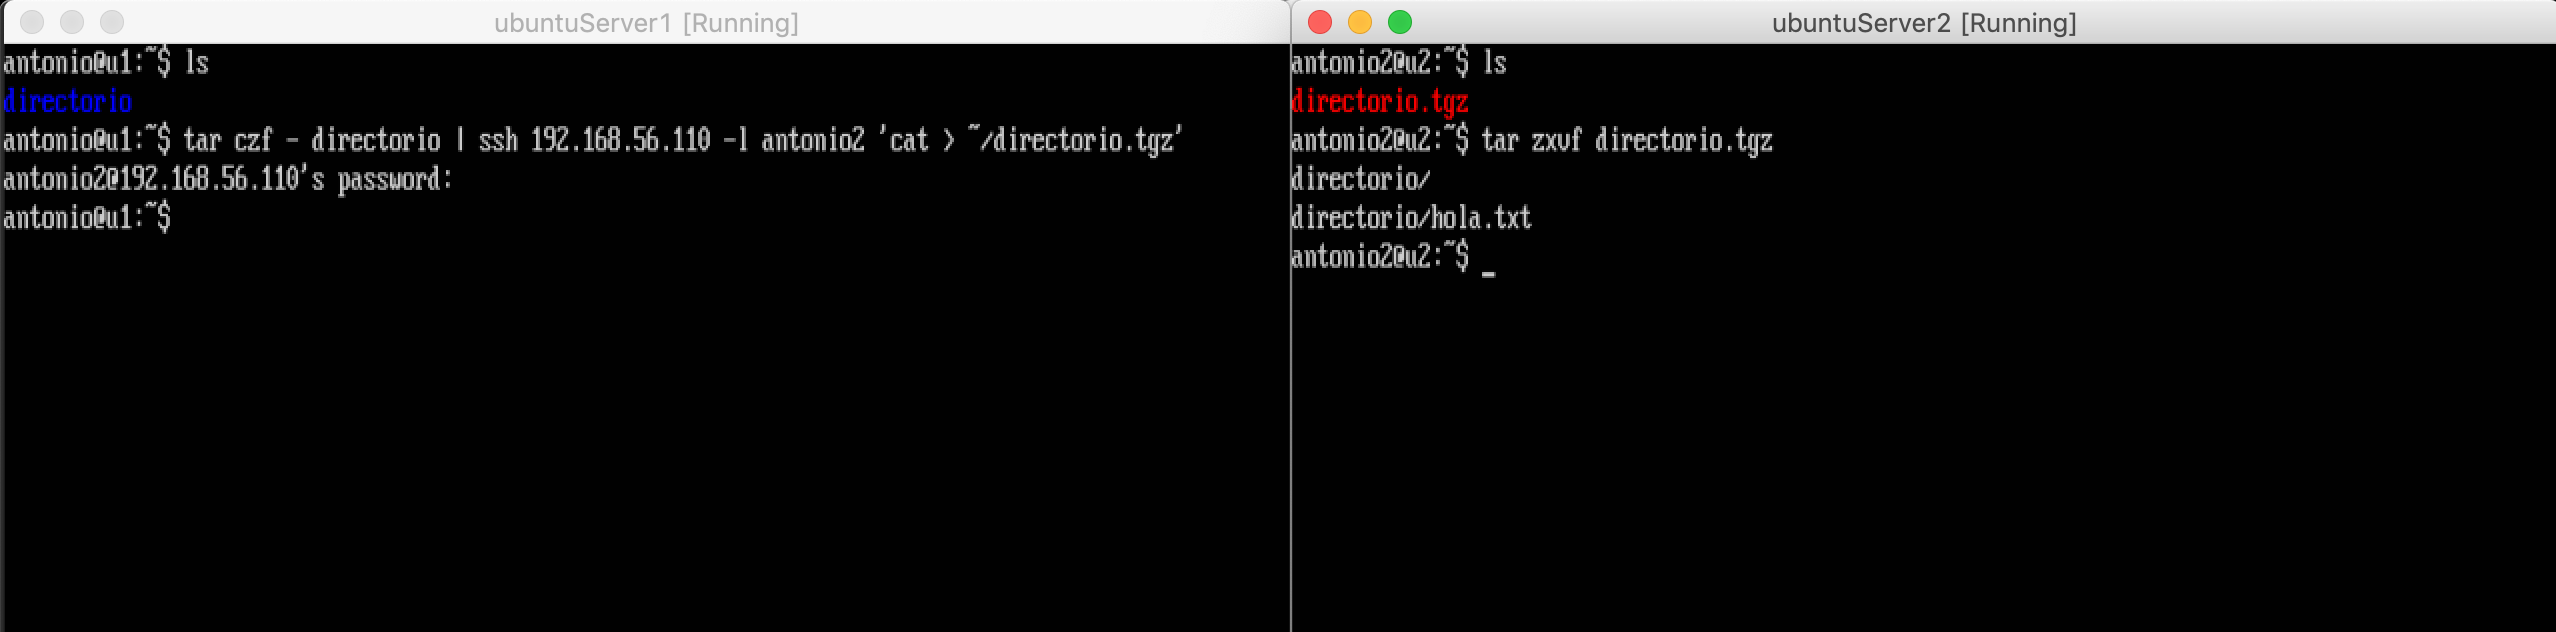 ubuntuServer1 [Running]
antonio@u1:~$ ls
directorio
antonio@u1:~$ tar czf - directorio | ssh 192.168.56.110 -l antonio2 'cat > ~/directorio.tgz'
antonio2@192.168.56.110's password:
antonio@u1:~$
ubuntuServer2 [Running]
antonio2@u2:~$ ls
directorio.tgz
antonio2@u2:~$ tar zxvf directorio.tgz
directorio/
directorio/hola.txt
antonio2@u2:~$ _